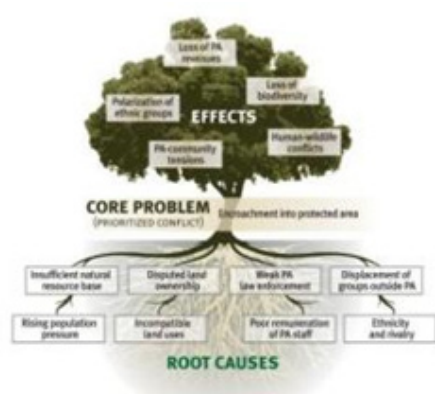 Loss of PA
revenues
Loss of
biodiversity
Polarization of
ethnic groups
EFFECTS
Human-wildlife
conflicts
PA-community
tensions
CORE PROBLEM
(PRIORITIZED CONFLICT)
Encroachment into protected area
Insufficient natural
resource base
Disputed land
ownership
Weak PA
law enforcement
Displacement of
groups outside PA
Rising population
pressure
Incompatible
land uses
Poor remuneration
of PA staff
Ethnicity
and rivalry
ROOT CAUSES